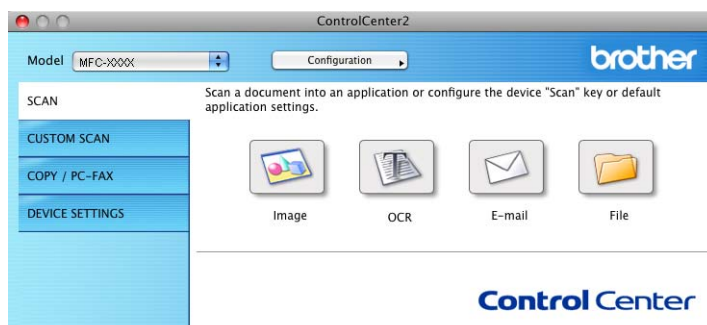 ControlCenter2
Model MFC-XXXX Configuration brother
SCAN
Scan a document into an application or configure the device "Scan" key or default
application settings.
CUSTOM SCAN
COPY / PC-FAX
DEVICE SETTINGS
Image OCR E-mail File
Control Center